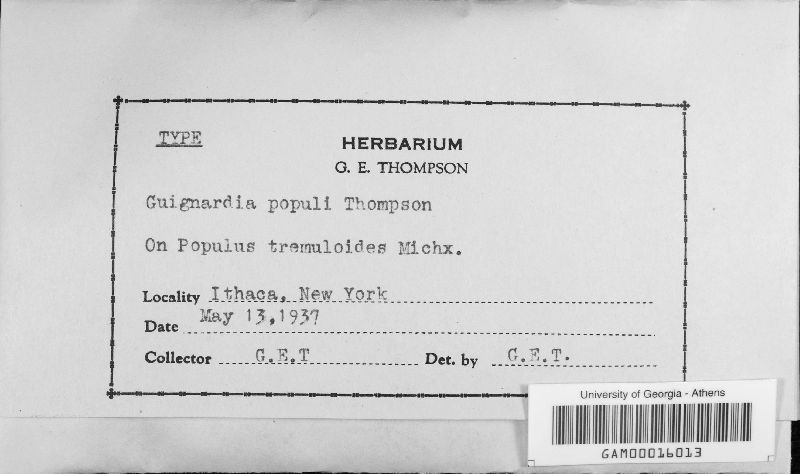 TYPE
HERBARIUM
G. E. THOMPSON
Guignardia populi Thompson
On Populus tremuloides Michx.
Locality Ithaca, New York
Date May 13,1937
Collector G.E.T Det. by G.E.T.
University of Georgia - Athens
GAM00016013